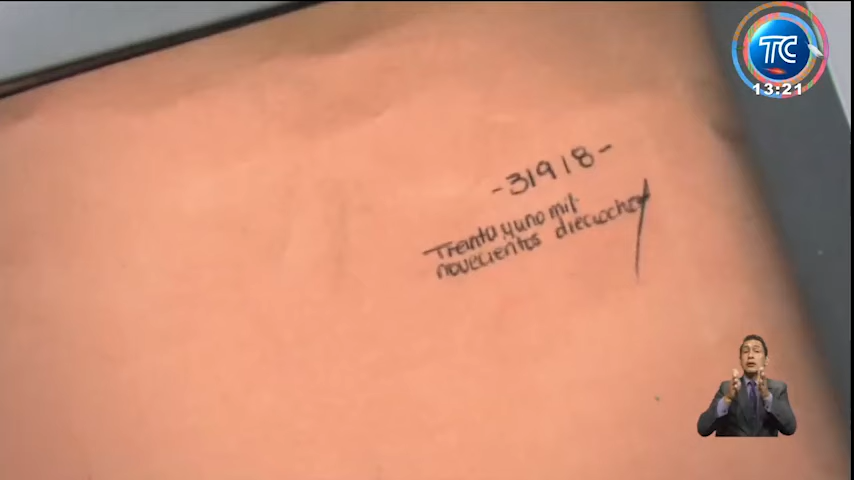 TC
13:21
-31918-
Treinta y uno mil
novecientos dieciocho